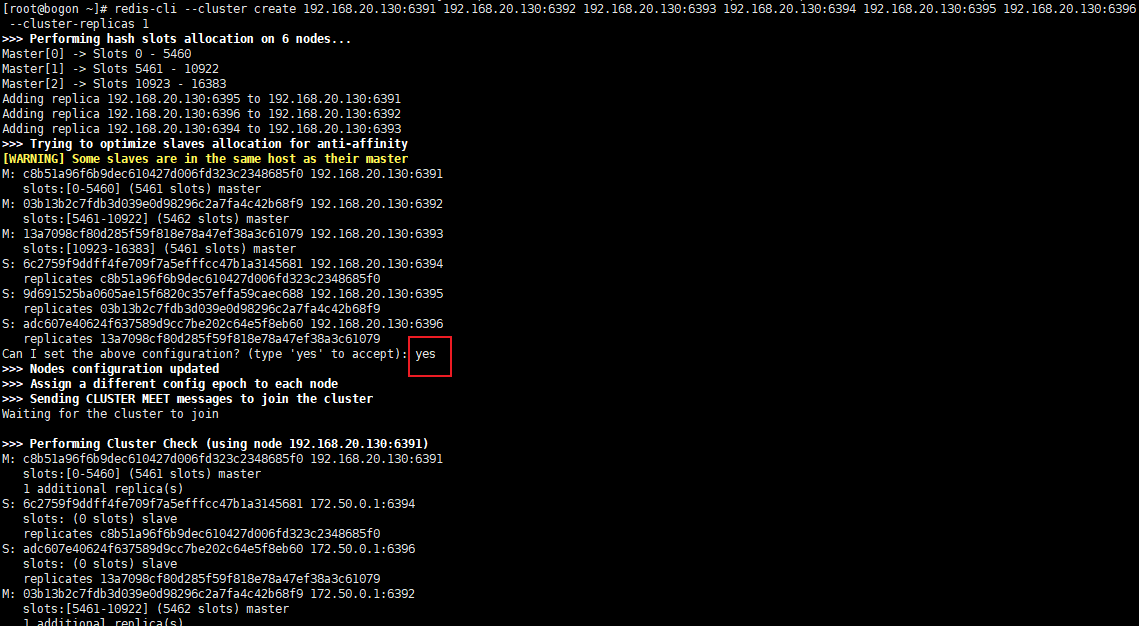 [root@bogon ~]# redis-cli --cluster create 192.168.20.130:6391 192.168.20.130:6392 192.168.20.130:6393 192.168.20.130:6394 192.168.20.130:6395 192.168.20.130:6396
--cluster-replicas 1
>>> Performing hash slots allocation on 6 nodes...
Master[0] -> Slots 0 - 5460
Master[1] -> Slots 5461 - 10922
Master[2] -> Slots 10923 - 16383
Adding replica 192.168.20.130:6395 to 192.168.20.130:6391
Adding replica 192.168.20.130:6396 to 192.168.20.130:6392
Adding replica 192.168.20.130:6394 to 192.168.20.130:6393
>>> Trying to optimize slaves allocation for anti-affinity
[WARNING] Some slaves are in the same host as their master
M: c8b51a96f6b9dec610427d006fd323c2348685f0 192.168.20.130:6391
slots:[0-5460] (5461 slots) master
M: 03b13b2c7fdb3d039e0d98296c2a7fa4c42b68f9 192.168.20.130:6392
slots:[5461-10922] (5462 slots) master
M: 13a7098cf80d285f59f818e78a47ef38a3c61079 192.168.20.130:6393
slots:[10923-16383] (5461 slots) master
S: 6c2759f9ddff4fe709f7a5efffcc47b1a3145681 192.168.20.130:6394
replicates c8b51a96f6b9dec610427d006fd323c2348685f0
S: 9d691525ba0605ae15f6820c357effa59caec688 192.168.20.130:6395
replicates 03b13b2c7fdb3d039e0d98296c2a7fa4c42b68f9
S: adc607e40624f637589d9cc7be202c64e5f8eb60 192.168.20.130:6396
replicates 13a7098cf80d285f59f818e78a47ef38a3c61079
Can I set the above configuration? (type 'yes' to accept): yes
>>> Nodes configuration updated
>>> Assign a different config epoch to each node
>>> Sending CLUSTER MEET messages to join the cluster
Waiting for the cluster to join
>>> Performing Cluster Check (using node 192.168.20.130:6391)
M: c8b51a96f6b9dec610427d006fd323c2348685f0 192.168.20.130:6391
slots:[0-5460] (5461 slots) master
1 additional replica(s)
S: 6c2759f9ddff4fe709f7a5efffcc47b1a3145681 172.50.0.1:6394
slots: (0 slots) slave
replicates c8b51a96f6b9dec610427d006fd323c2348685f0
S: adc607e40624f637589d9cc7be202c64e5f8eb60 172.50.0.1:6396
slots: (0 slots) slave
replicates 13a7098cf80d285f59f818e78a47ef38a3c61079
M: 03b13b2c7fdb3d039e0d98296c2a7fa4c42b68f9 172.50.0.1:6392
slots:[5461-10922] (5462 slots) master
1 additional replica(s)